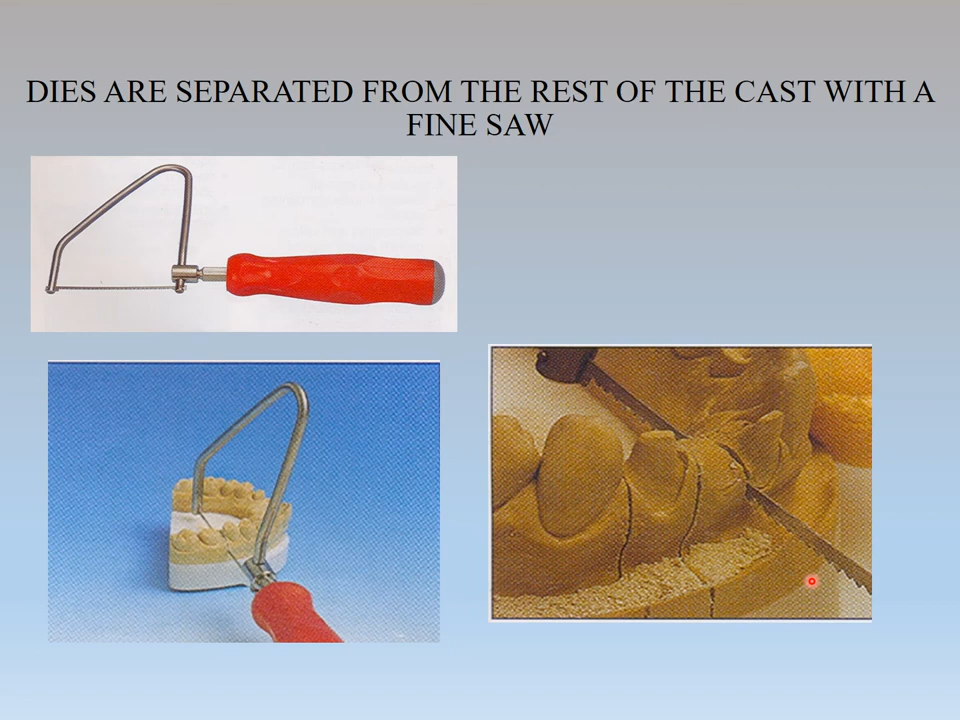 DIES ARE SEPARATED FROM THE REST OF THE CAST WITH A
FINE SAW